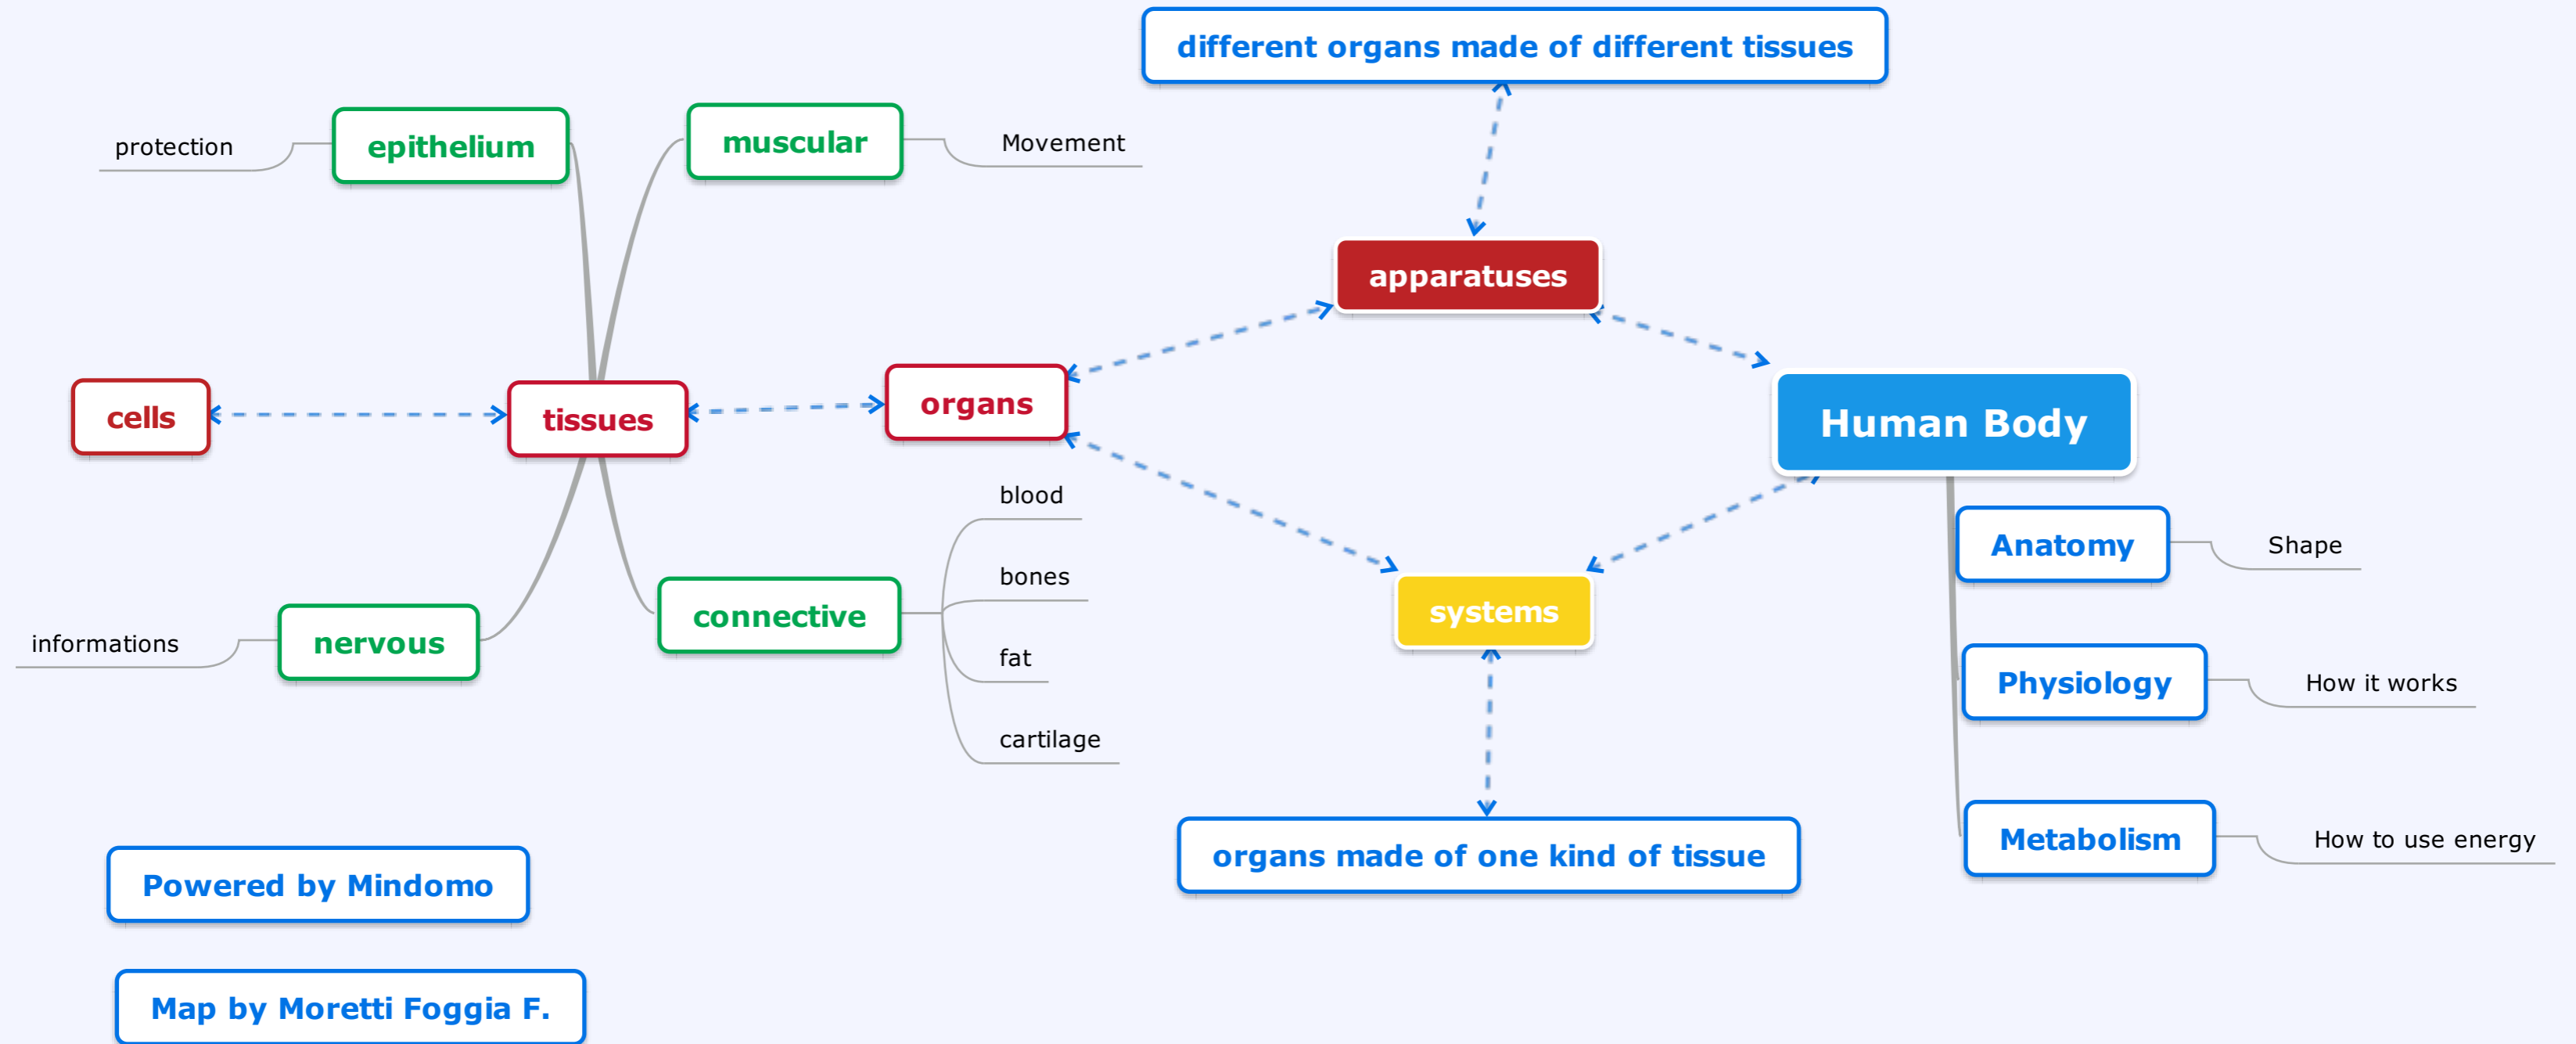 different organs made of different tissues
epithelium
protection
muscular
Movement
apparatuses
cells
tissues
organs
Human Body
blood
bones
fat
cartilage
connective
nervous
informations
systems
Anatomy
Shape
Physiology
How it works
Metabolism
How to use energy
organs made of one kind of tissue
Powered by Mindomo
Map by Moretti Foggia F.